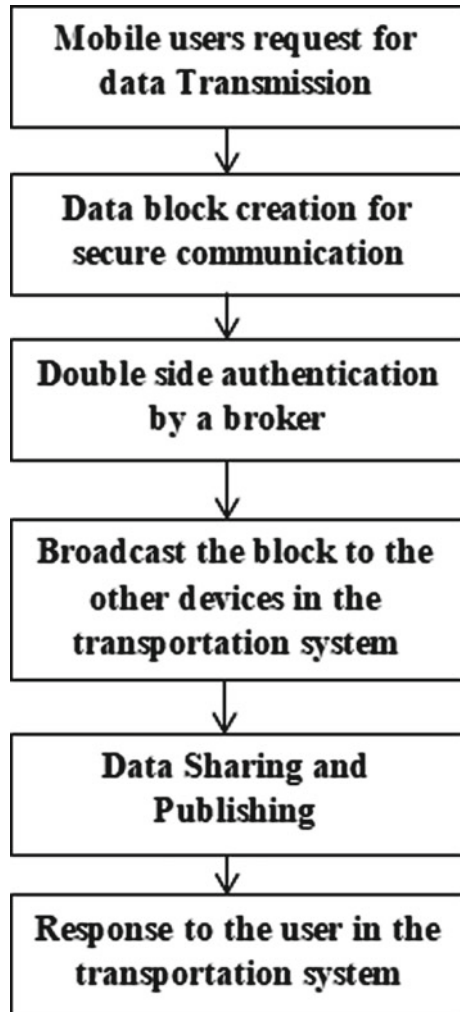 Mobile users request for
data Transmission
Data block creation for
secure communication
Double side authentication
by a broker
Broadcast the block to the
other devices in the
transportation system
Data Sharing and
Publishing
Response to the user in the
transportation system